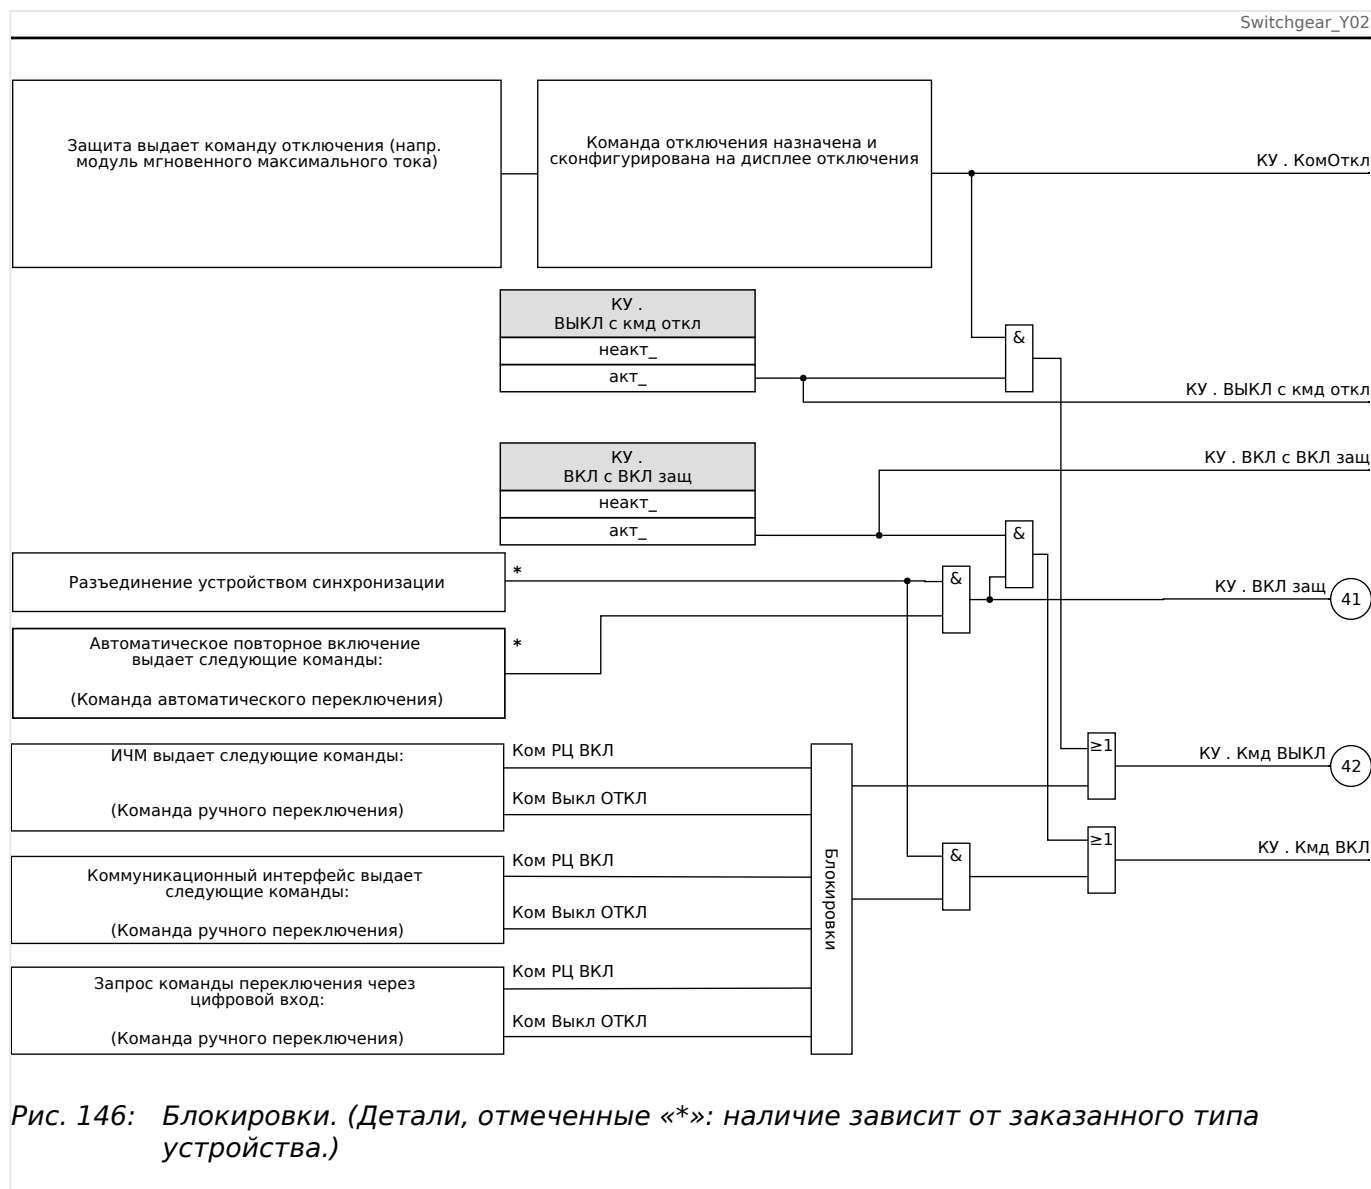 Switchgear_Y02
Защита выдает команду отключения (напр.
модуль мгновенного максимального тока)
Команда отключения назначена и
сконфигурирована на дисплее отключения
КУ . КомОткл
КУ .
ВЫКЛ с кмд откл
неакт_
акт_
&
КУ . ВЫКЛ с кмд откл
КУ .
ВКЛ с ВКЛ защ
неакт_
акт_
КУ . ВКЛ с ВКЛ защ
&
Разъединение устройством синхронизации
*
&
КУ . ВКЛ защ
41
Автоматическое повторное включение
выдает следующие команды:
(Команда автоматического переключения)
*
ИЧМ выдает следующие команды:
(Команда ручного переключения)
Ком РЦ ВКЛ
Ком Выкл ОТКЛ
≥1
КУ . Кмд ВЫКЛ
42
Коммуникационный интерфейс выдает
следующие команды:
(Команда ручного переключения)
Ком РЦ ВКЛ
Ком Выкл ОТКЛ
Блокировки
&
≥1
КУ . Кмд ВКЛ
Запрос команды переключения через
цифровой вход:
(Команда ручного переключения)
Ком РЦ ВКЛ
Ком Выкл ОТКЛ
Рис. 146: Блокировки. (Детали, отмеченные «*»: наличие зависит от заказанного типа
устройства.)